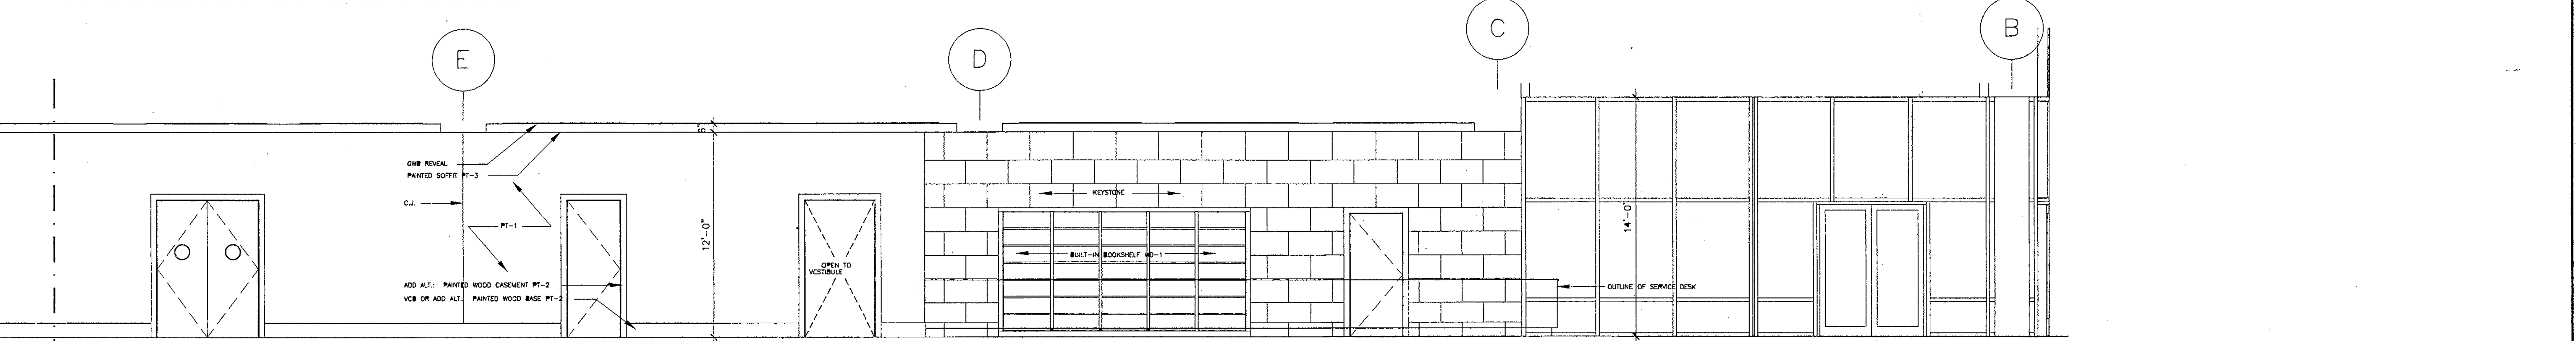 E
D
C
B
6"
GWB REVEAL
PAINTED SOFFIT PT-3
C.J.
PT-1
12'-0"
ADD ALT.: PAINTED WOOD CASEMENT PT-2
VCB OR ADD ALT. PAINTED WOOD BASE PT-2
OPEN TO
VESTIBULE
KEYSTONE
BUILT-IN BOOKSHELF WD-1
14'-0"
OUTLINE OF SERVICE DESK